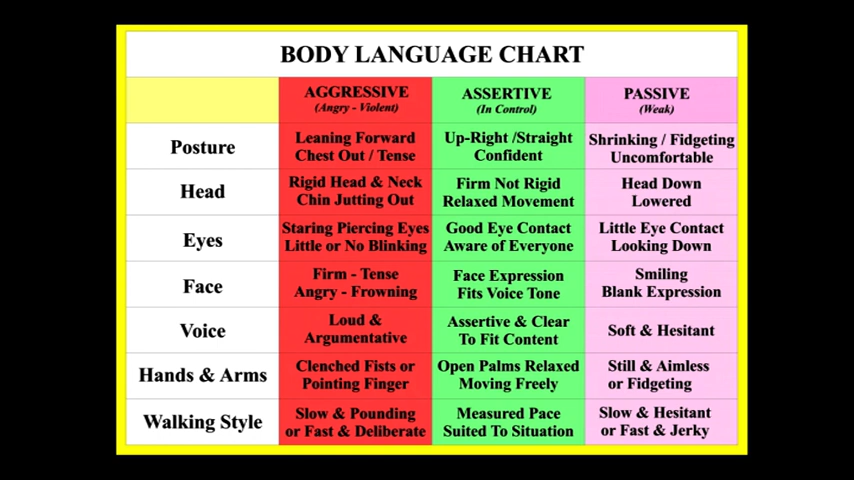 BODY LANGUAGE CHART
AGGRESSIVE
(Angry - Violent)
ASSERTIVE
(In Control)
PASSIVE
(Weak)
Posture
Leaning Forward
Chest Out / Tense
Up-Right /Straight
Confident
Shrinking / Fidgeting
Uncomfortable
Head
Rigid Head & Neck
Chin Jutting Out
Firm Not Rigid
Relaxed Movement
Head Down
Lowered
Eyes
Staring Piercing Eyes
Little or No Blinking
Good Eye Contact
Aware of Everyone
Little Eye Contact
Looking Down
Face
Firm - Tense
Angry - Frowning
Face Expression
Fits Voice Tone
Smiling
Blank Expression
Voice
Loud &
Argumentative
Assertive & Clear
To Fit Content
Soft & Hesitant
Hands & Arms
Clenched Fists or
Pointing Finger
Open Palms Relaxed
Moving Freely
Still & Aimless
or Fidgeting
Walking Style
Slow & Pounding
or Fast & Deliberate
Measured Pace
Suited To Situation
Slow & Hesitant
or Fast & Jerky